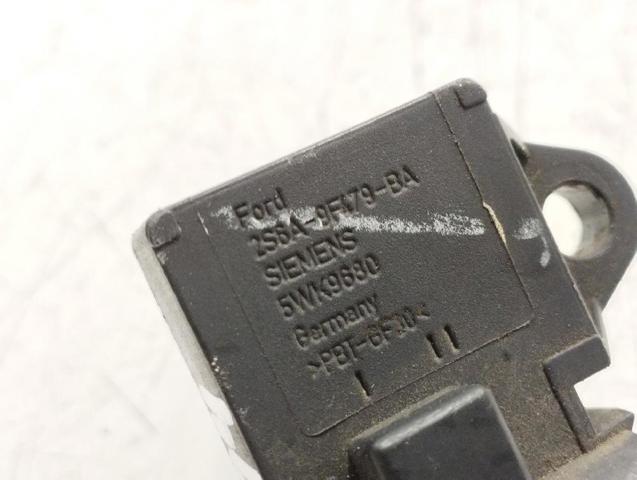 Ford
2S6A-9F479-BA
SIEMENS
5WK9680
Germany
>PBT-GF30<